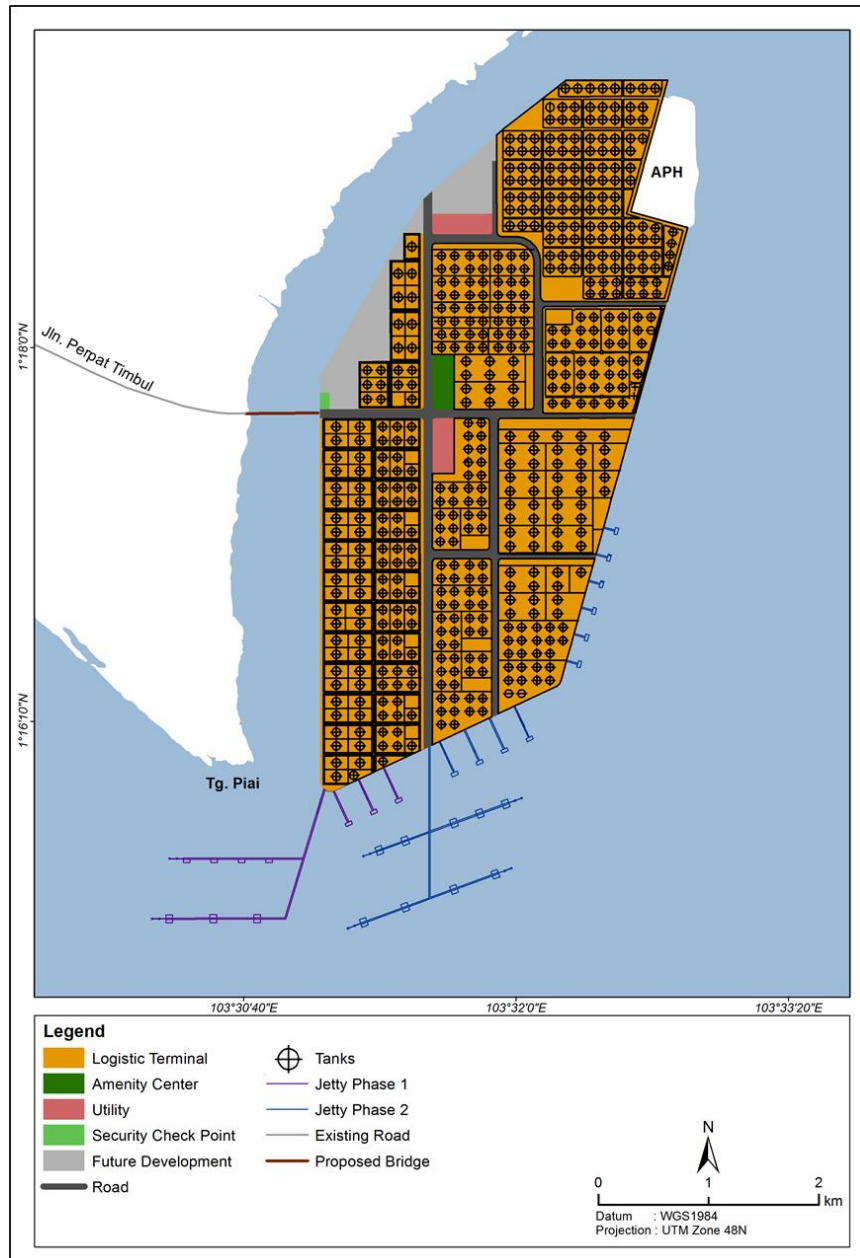 APH
Jln. Perpat Timbul
1°18'0"N
1°16'10"N
Tg. Piai
103°30'40"E
103°32'0"E
103°33'20"E
Legend
Logistic Terminal
Amenity Center
Utility
Security Check Point
Future Development
Road
Tanks
Jetty Phase 1
Jetty Phase 2
Existing Road
Proposed Bridge
N
0 1 2
km
Datum : WGS1984
Projection : UTM Zone 48N